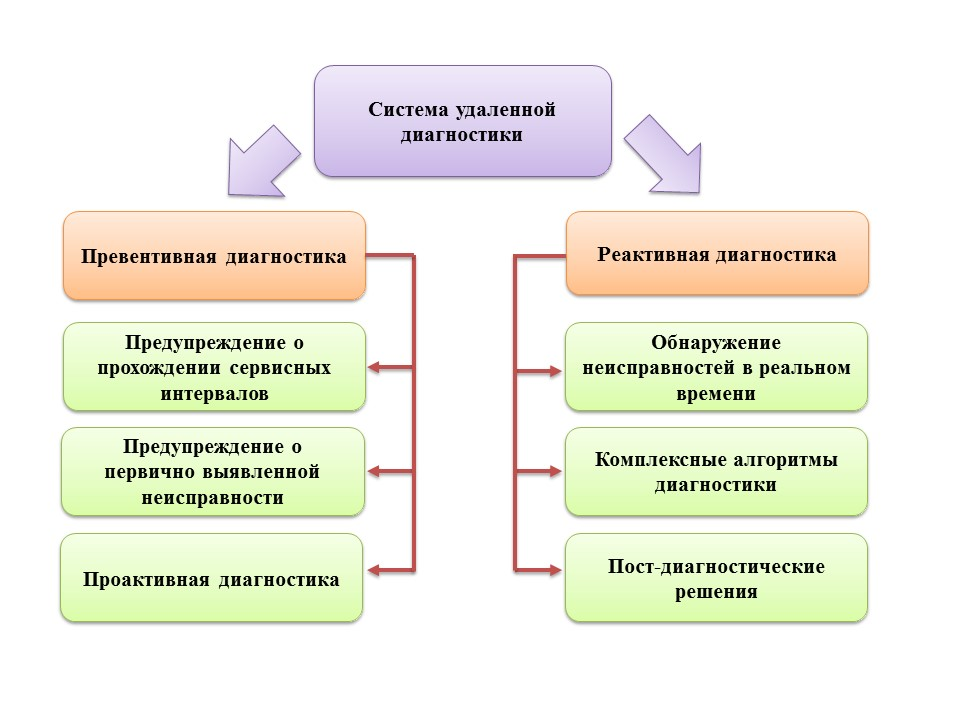 Система удаленной
диагностики
Превентивная диагностика
Предупреждение о
прохождении сервисных
интервалов
Предупреждение о
первично выявленной
неисправности
Проактивная диагностика
Реактивная диагностика
Обнаружение
неисправностей в реальном
времени
Комплексные алгоритмы
диагностики
Пост-диагностические
решения